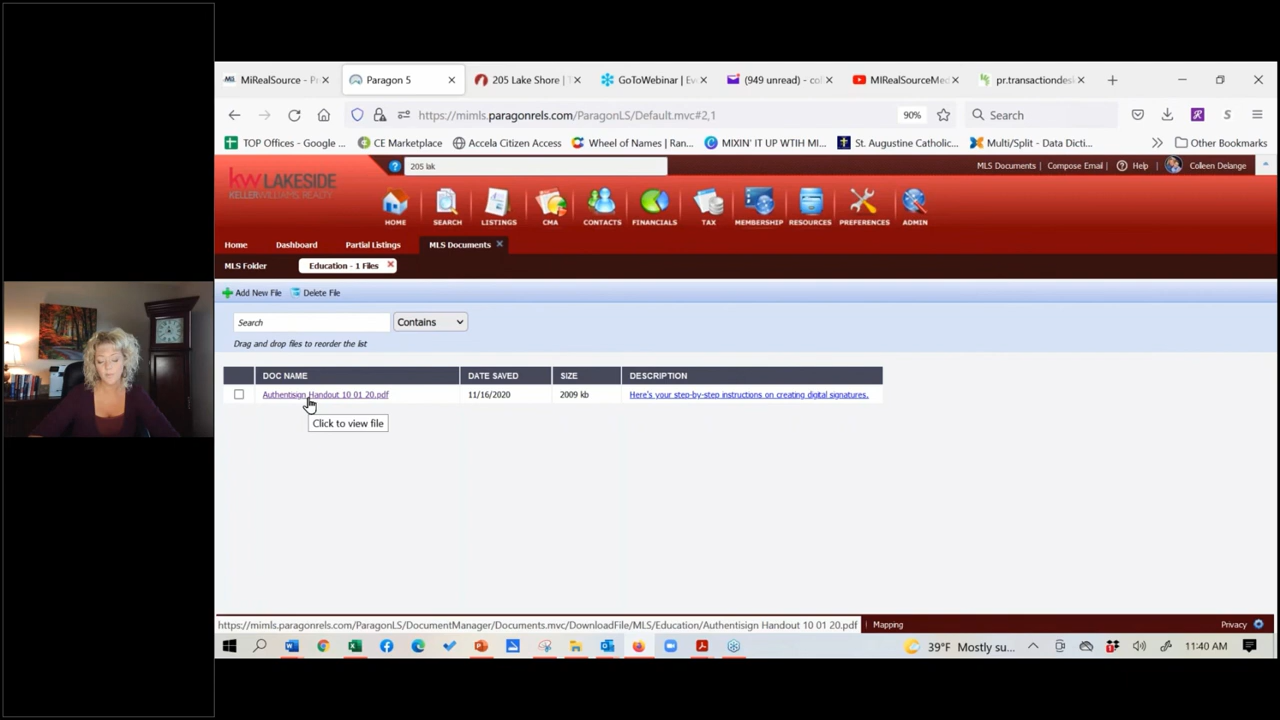 MiRealSource - Pr
Paragon 5
205 Lake Shore | T
GoToWebinar | Eve
(949 unread) - col
MIRealSourceMed
pr.transactiondes
https://mimls.paragonrels.com/ParagonLS/Default.mvc#2,1
90%
Search
TOP Offices - Google ...
CE Marketplace
Accela Citizen Access
Wheel of Names | Ran...
MIXIN' IT UP WTIH MI...
St. Augustine Catholic...
Multi/Split - Data Dicti...
Other Bookmarks
kw LAKESIDE
KELLERWILLIAMS READY
205 lak
MLS Documents
Compose Email
Help
Colleen Delange
HOME
SEARCH
LISTINGS
CMA
CONTACTS
FINANCIALS
TAX
MEMBERSHIP
RESOURCES
PREFERENCES
ADMIN
Home
Dashboard
Partial Listings
MLS Documents
MLS Folder
Education - 1 Files
Add New File
Delete File
Search
Contains
Drag and drop files to reorder the list
DOC NAME
DATE SAVED
SIZE
DESCRIPTION
Authentisign Handout 10 01 20.pdf
11/16/2020
2009 kb
Here's your step-by-step instructions on creating digital signatures.
Click to view file
https://mimls.paragonrels.com/ParagonLS/DocumentManager/Documents.mvc/DownloadFile/MLS/Education/Authentisign Handout 10 01 20.pdf
Mapping
Privacy
39°F Mostly su...
11:40 AM